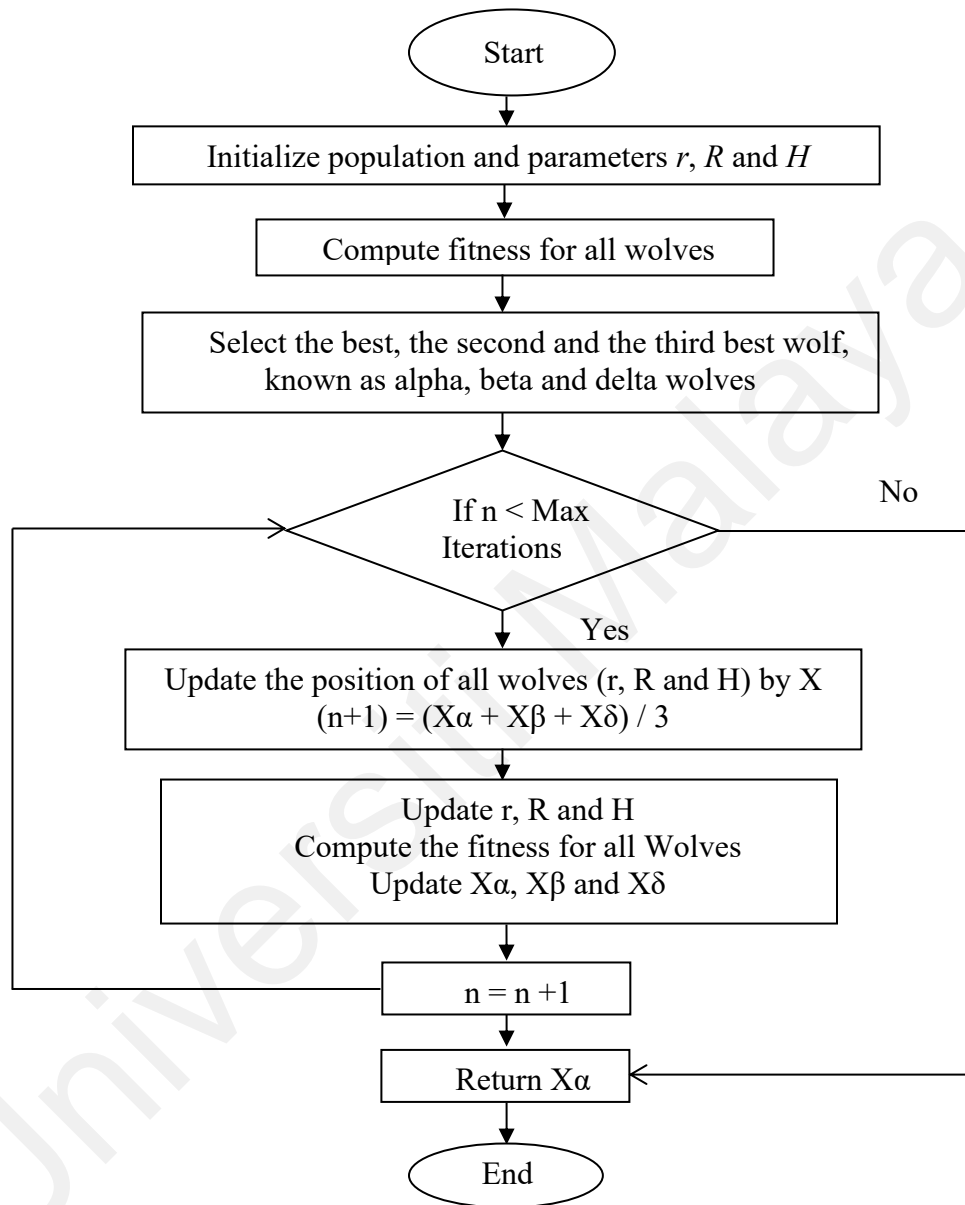 Start
Initialize population and parameters r, R and H
Compute fitness for all wolves
Select the best, the second and the third best wolf,
known as alpha, beta and delta wolves
If n < Max
Iterations
No
Yes
Update the position of all wolves (r, R and H) by X
(n+1) = (Xα + Xβ + Xδ) / 3
Update r, R and H
Compute the fitness for all Wolves
Update Xα, Xβ and Xδ
n = n +1
Return Xα
End
Universiti Malaya